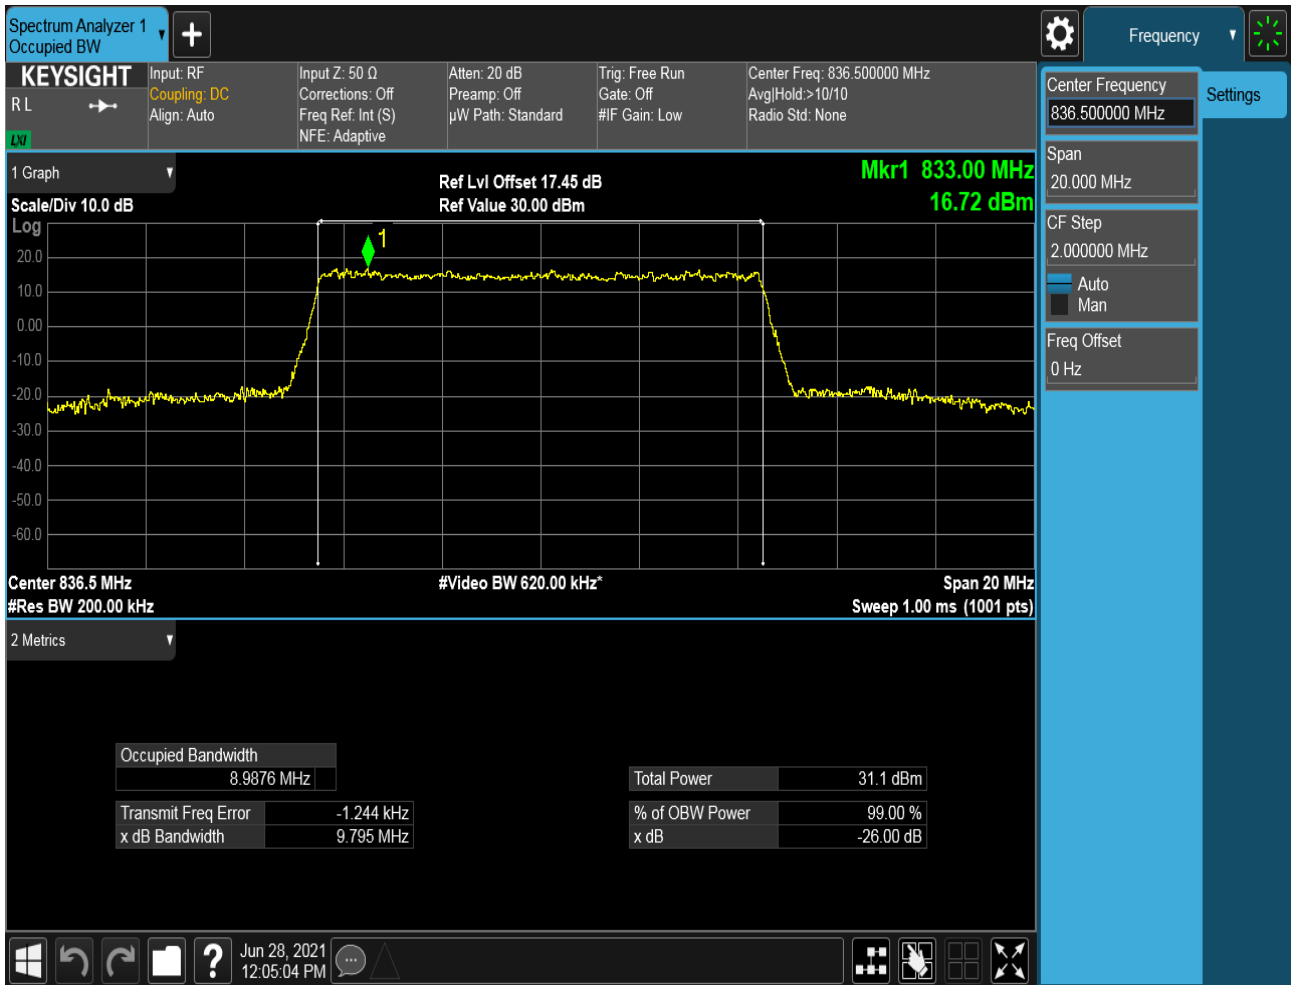 Spectrum Analyzer 1
Occupied BW
Frequency
KEYSIGHT
R L
LXI
Input: RF
Coupling: DC
Align: Auto
Input Z: 50 Ω
Corrections: Off
Freq Ref: Int (S)
NFE: Adaptive
Atten: 20 dB
Preamp: Off
µW Path: Standard
Trig: Free Run
Gate: Off
#IF Gain: Low
Center Freq: 836.500000 MHz
Avg|Hold:>10/10
Radio Std: None
Center Frequency
836.500000 MHz
Settings
Span
20.000 MHz
CF Step
2.000000 MHz
Auto
Man
Freq Offset
0 Hz
1 Graph
Scale/Div 10.0 dB
Ref Lvl Offset 17.45 dB
Ref Value 30.00 dBm
Mkr1 833.00 MHz
16.72 dBm
Log
1
20.0
10.0
0.00
-10.0
-20.0
-30.0
-40.0
-50.0
-60.0
Center 836.5 MHz
#Video BW 620.00 kHz*
Span 20 MHz
#Res BW 200.00 kHz
Sweep 1.00 ms (1001 pts)
2 Metrics
Occupied Bandwidth
8.9876 MHz
Total Power 31.1 dBm
Transmit Freq Error -1.244 kHz
% of OBW Power 99.00 %
x dB Bandwidth 9.795 MHz
x dB -26.00 dB
?
Jun 28, 2021
12:05:04 PM